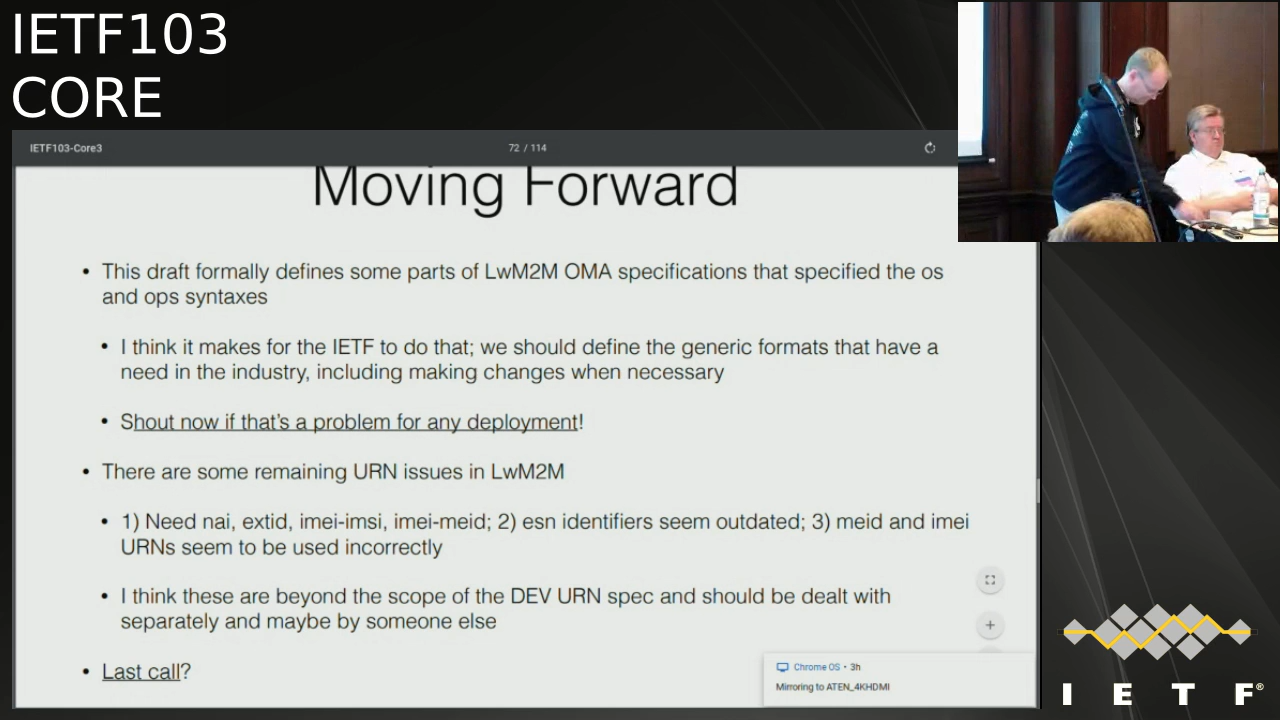 IETF103
CORE
IETF103-Core3
72 / 114
Moving Forward
• This draft formally defines some parts of LwM2M OMA specifications that specified the os
and ops syntaxes
• I think it makes for the IETF to do that; we should define the generic formats that have a
need in the industry, including making changes when necessary
• Shout now if that's a problem for any deployment!
• There are some remaining URN issues in LwM2M
• 1) Need nai, extid, imei-imsi, imei-meid; 2) esn identifiers seem outdated; 3) meid and imei
URNs seem to be used incorrectly
• I think these are beyond the scope of the DEV URN spec and should be dealt with
separately and maybe by someone else
• Last call?
Chrome OS • 3h
Mirroring to ATEN_4KHDMI
I E T F®